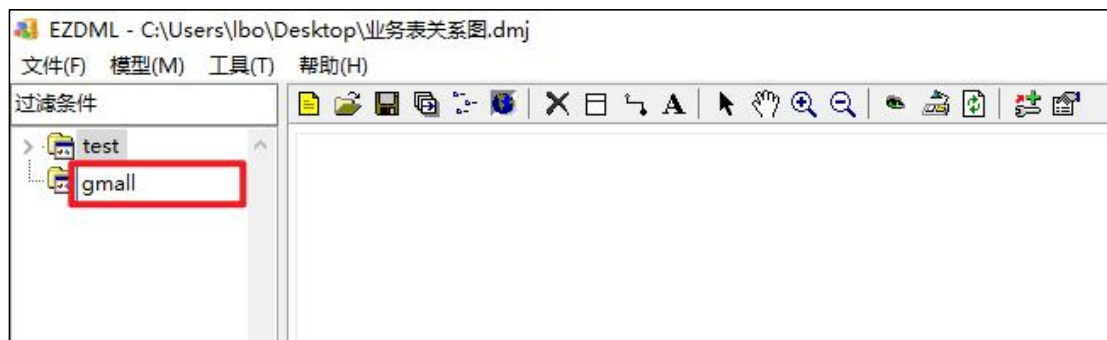 EZDML - C:\Users\lbo\Desktop\业务表关系图.dmj
文件(F) 模型(M) 工具(T) 帮助(H)
过滤条件
A
test
gmall